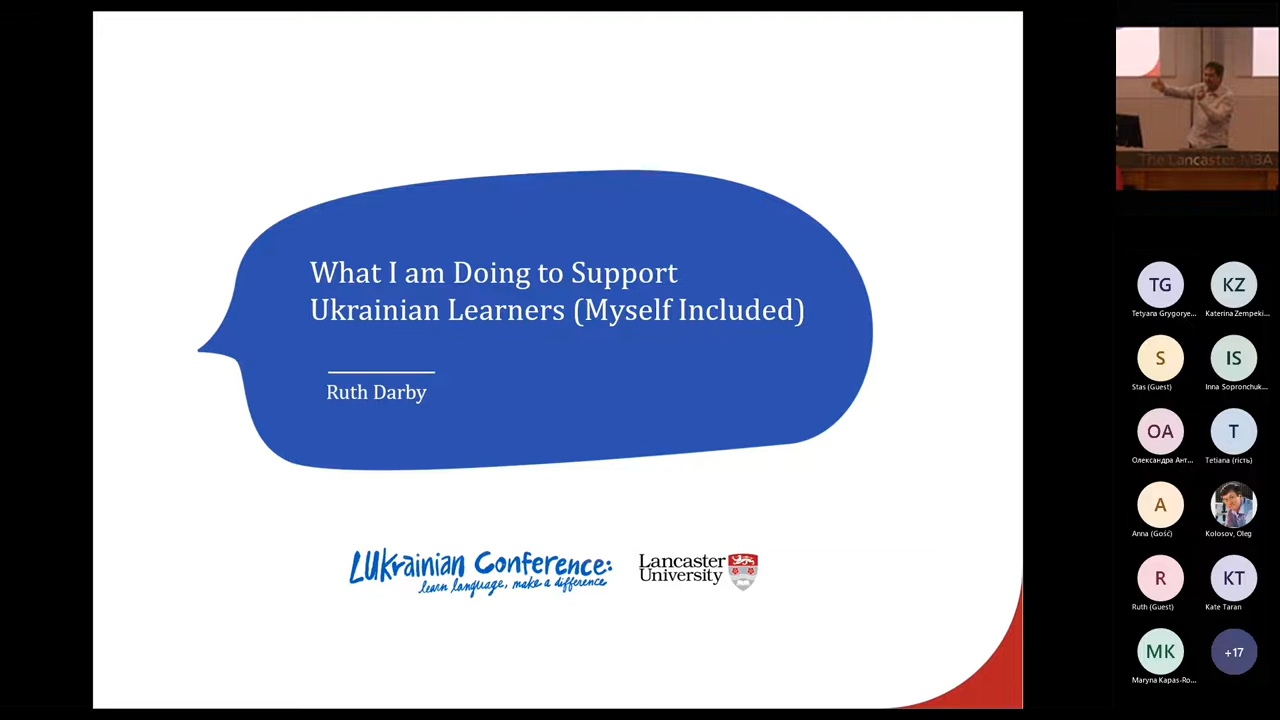 What I am Doing to Support
Ukrainian Learners (Myself Included)
Ruth Darby
LUkrainian Conference:
learn language, make a difference
Lancaster
University
The Lancaster MBA
TG
KZ
Tetyana Grygorye...
Katerina Zempeki...
S
IS
Stas (Guest)
Inna Sopronchuk...
OA
T
Олександра Ант...
Tetiana (гість)
A
Anna (Gość)
Kolosov, Oleg
R
KT
Ruth (Guest)
Kate Taran
MK
+17
Maryna Kapas-Ro...